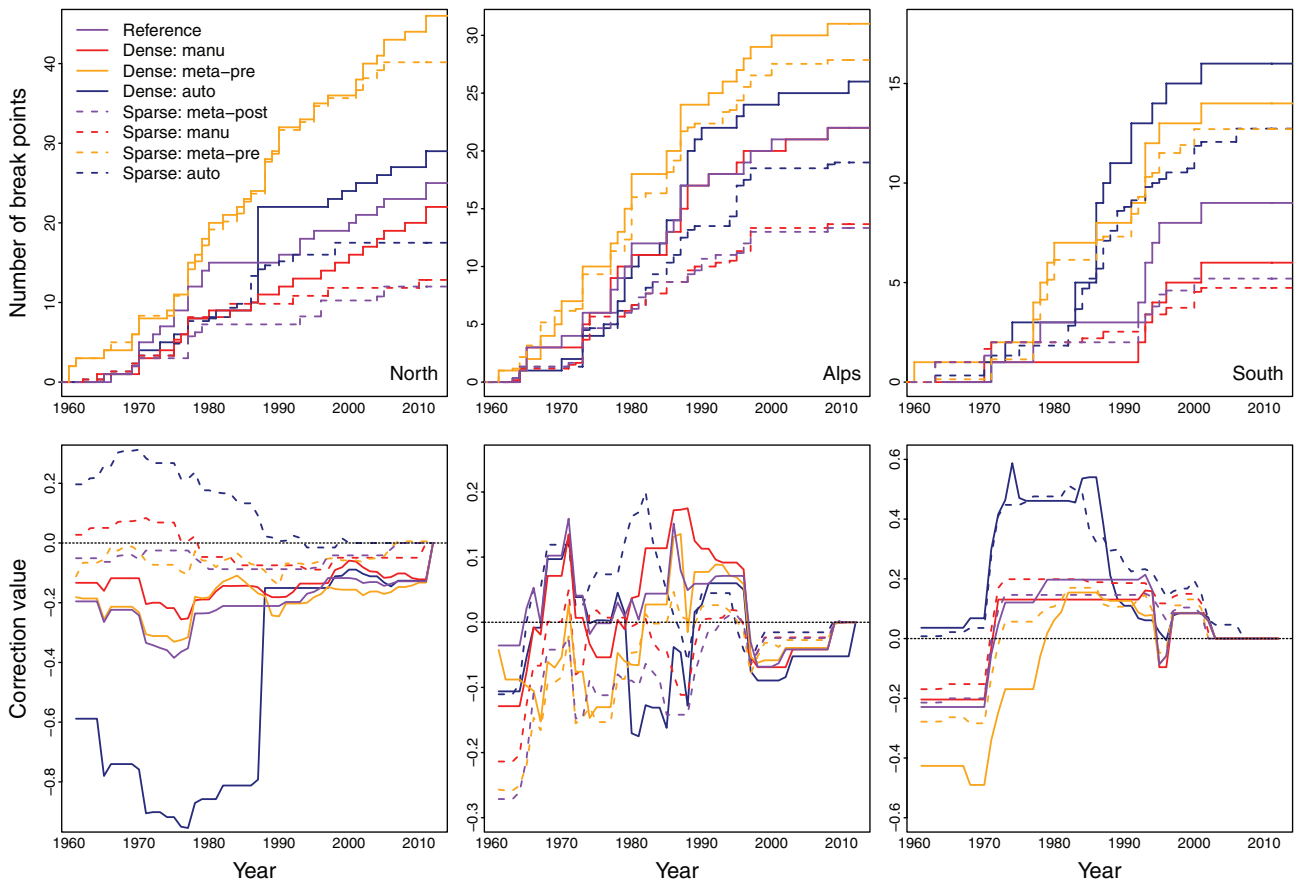 Number of break points
0 10 20 30 40
Reference
Dense: manu
Dense: meta−pre
Dense: auto
Sparse: meta−post
Sparse: manu
Sparse: meta−pre
Sparse: auto
North
1960 1970 1980 1990 2000 2010
0 5 10 15 20 25 30
Alps
1960 1970 1980 1990 2000 2010
0 5 10 15
South
1960 1970 1980 1990 2000 2010
Correction value
−0.8 −0.6 −0.4 −0.2 0.0 0.2
1960 1970 1980 1990 2000 2010
Year
−0.3 −0.2 −0.1 0.0 0.1 0.2
1960 1970 1980 1990 2000 2010
Year
−0.6 −0.4 −0.2 0.0 0.2 0.4 0.6
1960 1970 1980 1990 2000 2010
Year